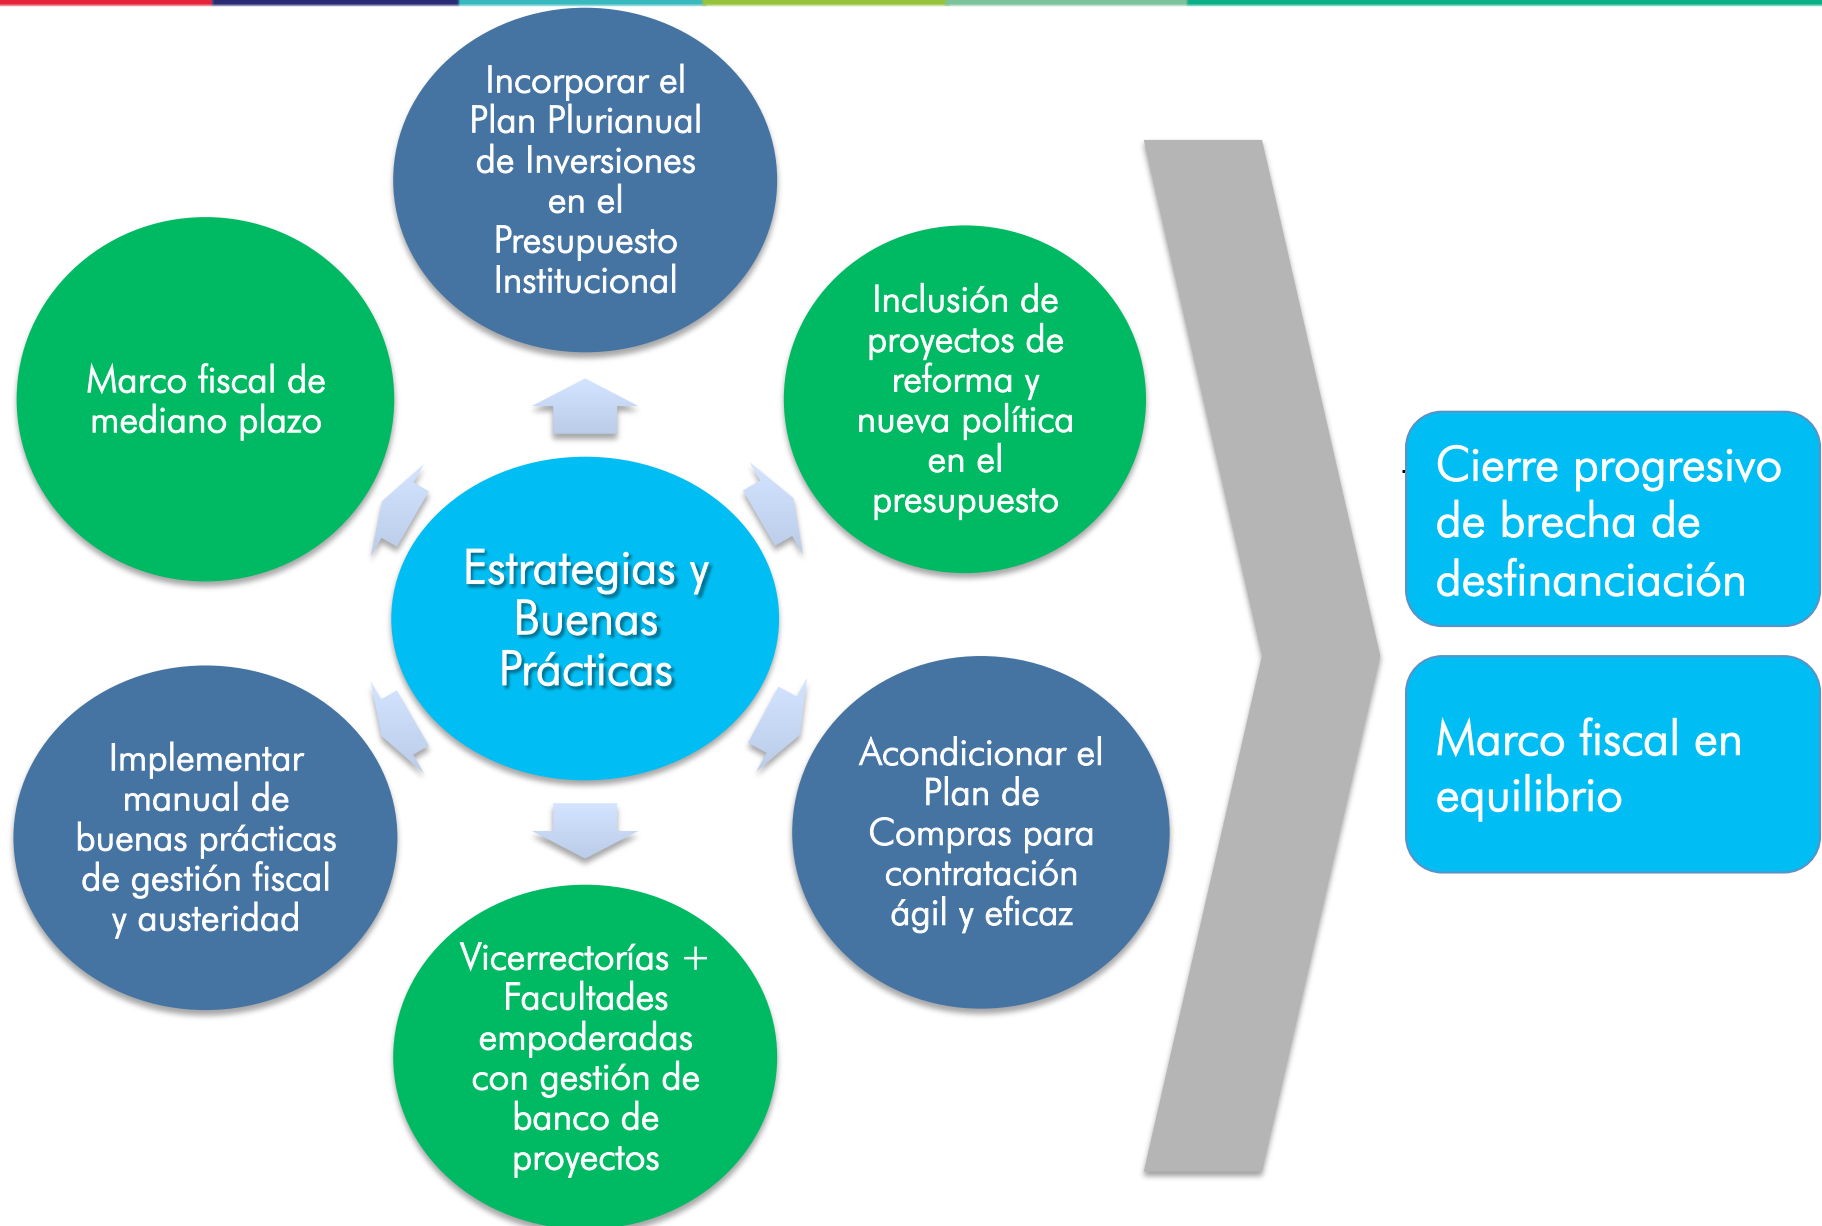 Incorporar el
Plan Plurianual
de Inversiones
en el
Presupuesto
Institucional
Inclusión de
proyectos de
reforma y
nueva política
en el
presupuesto
Marco fiscal de
mediano plazo
Estrategias y
Buenas
Prácticas
Acondicionar el
Plan de
Compras para
contratación
ágil y eficaz
Implementar
manual de
buenas prácticas
de gestión fiscal
y austeridad
Vicerrectorías +
Facultades
empoderadas
con gestión de
banco de
proyectos
Cierre progresivo
de brecha de
desfinanciación
Marco fiscal en
equilibrio